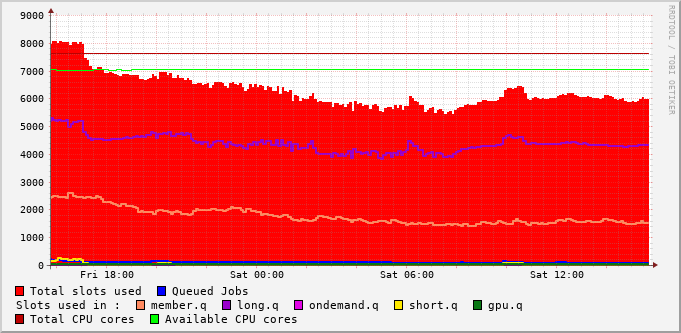 9000
8000
7000
6000
5000
4000
3000
2000
1000
0
Fri 18:00 Sat 00:00 Sat 06:00 Sat 12:00
RRDTOOL / TOBI OETIKER
Total slots used Queued Jobs
Slots used in : member.q long.q ondemand.q short.q gpu.q
Total CPU cores Available CPU cores